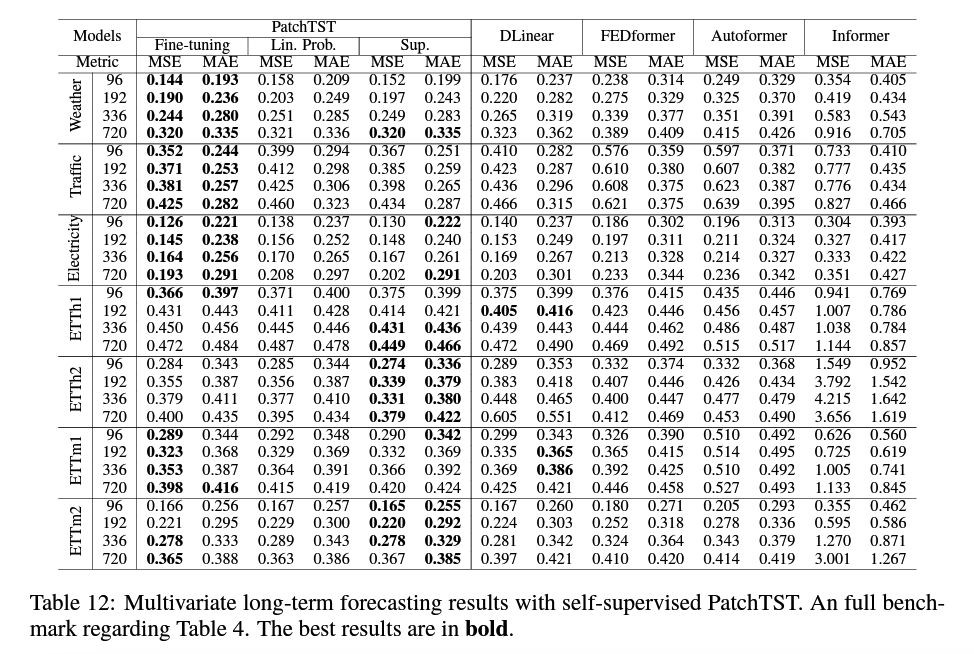 Models PatchTST DLinear FEDformer Autoformer Informer
Fine-tuning Lin. Prob. Sup.
Metric MSE MAE MSE MAE MSE MAE MSE MAE MSE MAE MSE MAE MSE MAE
Weather
96 0.144 0.193 0.158 0.209 0.152 0.199 0.176 0.237 0.238 0.314 0.249 0.329 0.354 0.405
192 0.190 0.236 0.203 0.249 0.197 0.243 0.220 0.282 0.275 0.329 0.325 0.370 0.419 0.434
336 0.244 0.280 0.251 0.285 0.249 0.283 0.265 0.319 0.339 0.377 0.351 0.391 0.583 0.543
720 0.320 0.335 0.321 0.336 0.320 0.335 0.323 0.362 0.389 0.409 0.415 0.426 0.916 0.705
Traffic
96 0.352 0.244 0.399 0.294 0.367 0.251 0.410 0.282 0.576 0.359 0.597 0.371 0.733 0.410
192 0.371 0.253 0.412 0.298 0.385 0.259 0.423 0.287 0.610 0.380 0.607 0.382 0.777 0.435
336 0.381 0.257 0.425 0.306 0.398 0.265 0.436 0.296 0.608 0.375 0.623 0.387 0.776 0.434
720 0.425 0.282 0.460 0.323 0.434 0.287 0.466 0.315 0.621 0.375 0.639 0.395 0.827 0.466
Electricity
96 0.126 0.221 0.138 0.237 0.130 0.222 0.140 0.237 0.186 0.302 0.196 0.313 0.304 0.393
192 0.145 0.238 0.156 0.252 0.148 0.240 0.153 0.249 0.197 0.311 0.211 0.324 0.327 0.417
336 0.164 0.256 0.170 0.265 0.167 0.261 0.169 0.267 0.213 0.328 0.214 0.327 0.333 0.422
720 0.193 0.291 0.208 0.297 0.202 0.291 0.203 0.301 0.233 0.344 0.236 0.342 0.351 0.427
ETTh1
96 0.366 0.397 0.371 0.400 0.375 0.399 0.375 0.399 0.376 0.415 0.435 0.446 0.941 0.769
192 0.431 0.443 0.411 0.428 0.414 0.421 0.405 0.416 0.423 0.446 0.456 0.457 1.007 0.786
336 0.450 0.456 0.445 0.446 0.431 0.436 0.439 0.443 0.444 0.462 0.486 0.487 1.038 0.784
720 0.472 0.484 0.487 0.478 0.449 0.466 0.472 0.490 0.469 0.492 0.515 0.517 1.144 0.857
ETTh2
96 0.284 0.343 0.285 0.344 0.274 0.336 0.289 0.353 0.332 0.374 0.332 0.368 1.549 0.952
192 0.355 0.387 0.356 0.387 0.339 0.379 0.383 0.418 0.407 0.446 0.426 0.434 3.792 1.542
336 0.379 0.411 0.377 0.410 0.331 0.380 0.448 0.465 0.400 0.447 0.477 0.479 4.215 1.642
720 0.400 0.435 0.395 0.434 0.379 0.422 0.605 0.551 0.412 0.469 0.453 0.490 3.656 1.619
ETTm1
96 0.289 0.344 0.292 0.348 0.290 0.342 0.299 0.343 0.326 0.390 0.510 0.492 0.626 0.560
192 0.323 0.368 0.329 0.369 0.332 0.369 0.335 0.365 0.365 0.415 0.514 0.495 0.725 0.619
336 0.353 0.387 0.364 0.391 0.366 0.392 0.369 0.386 0.392 0.425 0.510 0.492 1.005 0.741
720 0.398 0.416 0.415 0.419 0.420 0.424 0.425 0.421 0.446 0.458 0.527 0.493 1.133 0.845
ETTm2
96 0.166 0.256 0.167 0.257 0.165 0.255 0.167 0.260 0.180 0.271 0.205 0.293 0.355 0.462
192 0.221 0.295 0.229 0.300 0.220 0.292 0.224 0.303 0.252 0.318 0.278 0.336 0.595 0.586
336 0.278 0.333 0.289 0.343 0.278 0.329 0.281 0.342 0.324 0.364 0.343 0.379 1.270 0.871
720 0.365 0.388 0.363 0.386 0.367 0.385 0.397 0.421 0.410 0.420 0.414 0.419 3.001 1.267
Table 12: Multivariate long-term forecasting results with self-supervised PatchTST. An full bench-
mark regarding Table 4. The best results are in bold.